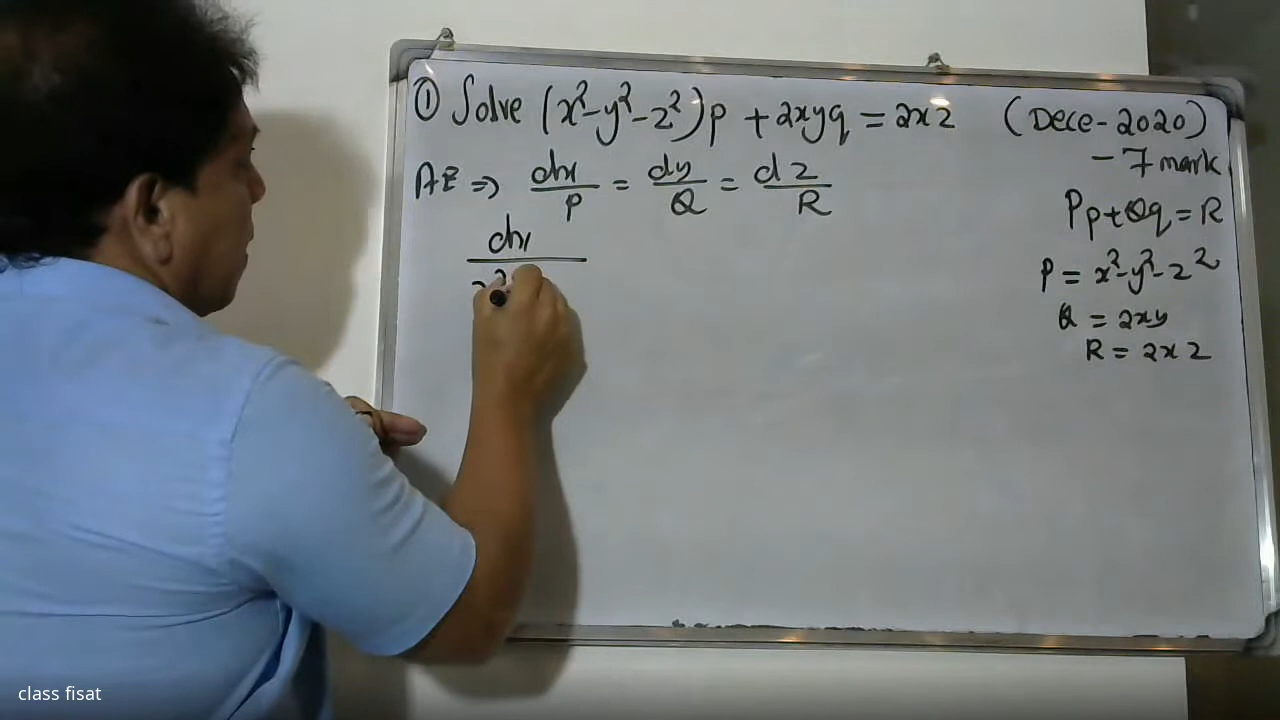 ① Solve (x²-y²-z²)p + 2xyq = 2xz (Dece-2020)
- 7 mark
AE ⇒ dx/P = dy/Q = dz/R
Pp+Qq=R
dx
P = x²-y²-z²
Q = 2xy
R = 2xz
class fisat